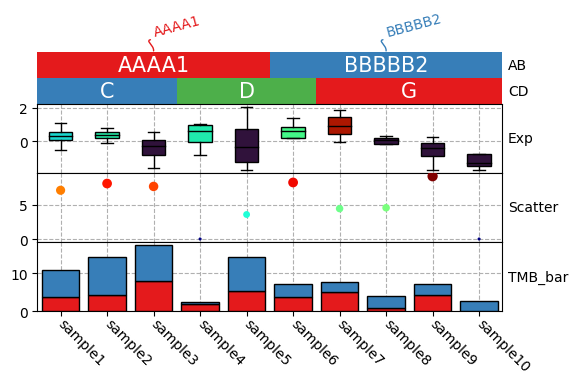 AAAA1 BBBBB2
AAAA1 BBBBB2 AB
C D G CD
2
0 Exp
5
0 Scatter
10
0 TMB_bar
sample1 sample2 sample3 sample4 sample5 sample6 sample7 sample8 sample9 sample10